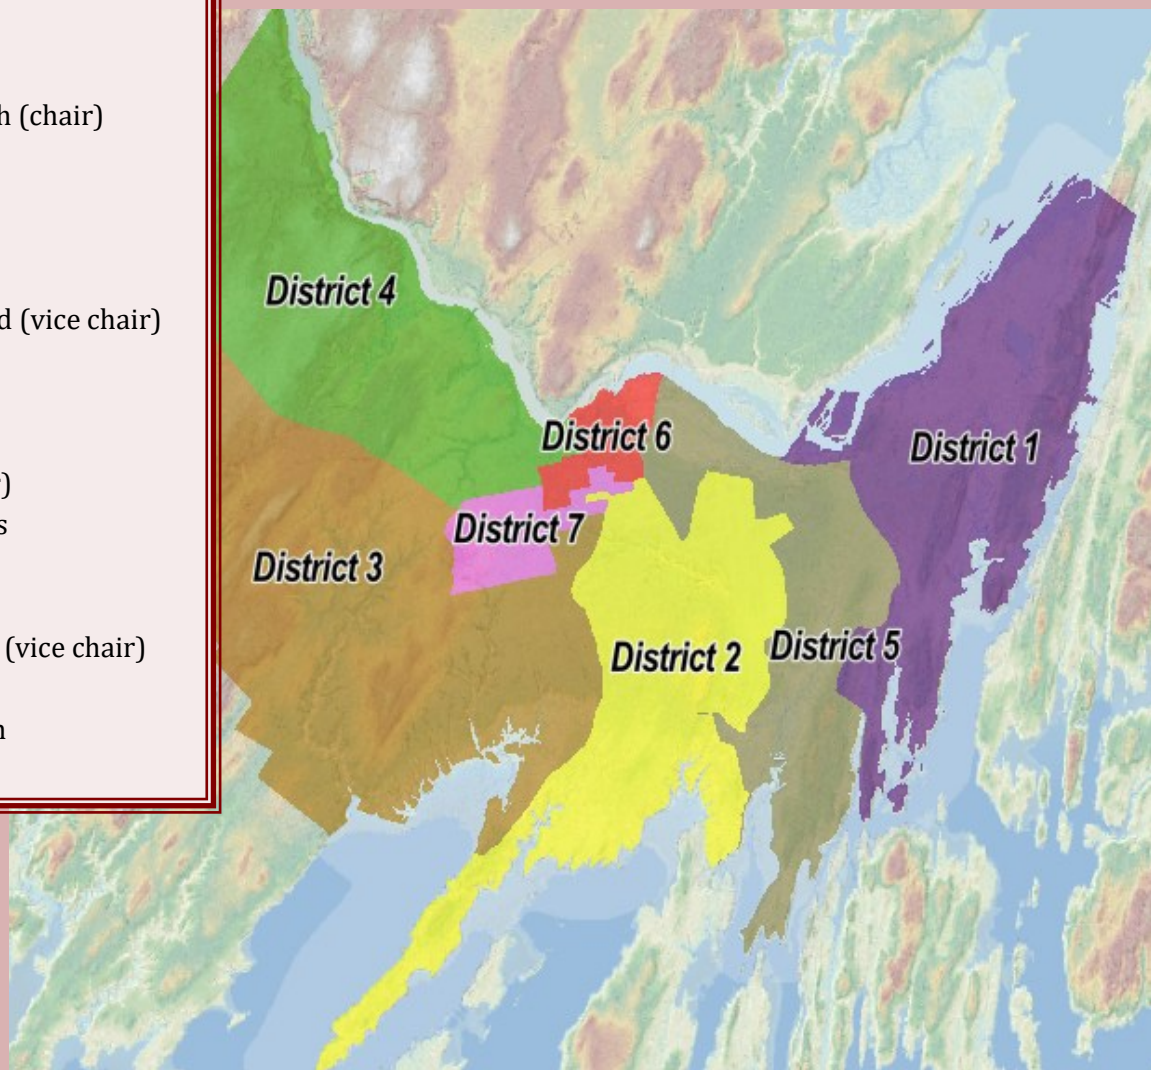 (chair)
(vice chair)
(vice chair)
District 4
District 6
District 1
District 7
District 3
District 2
District 5